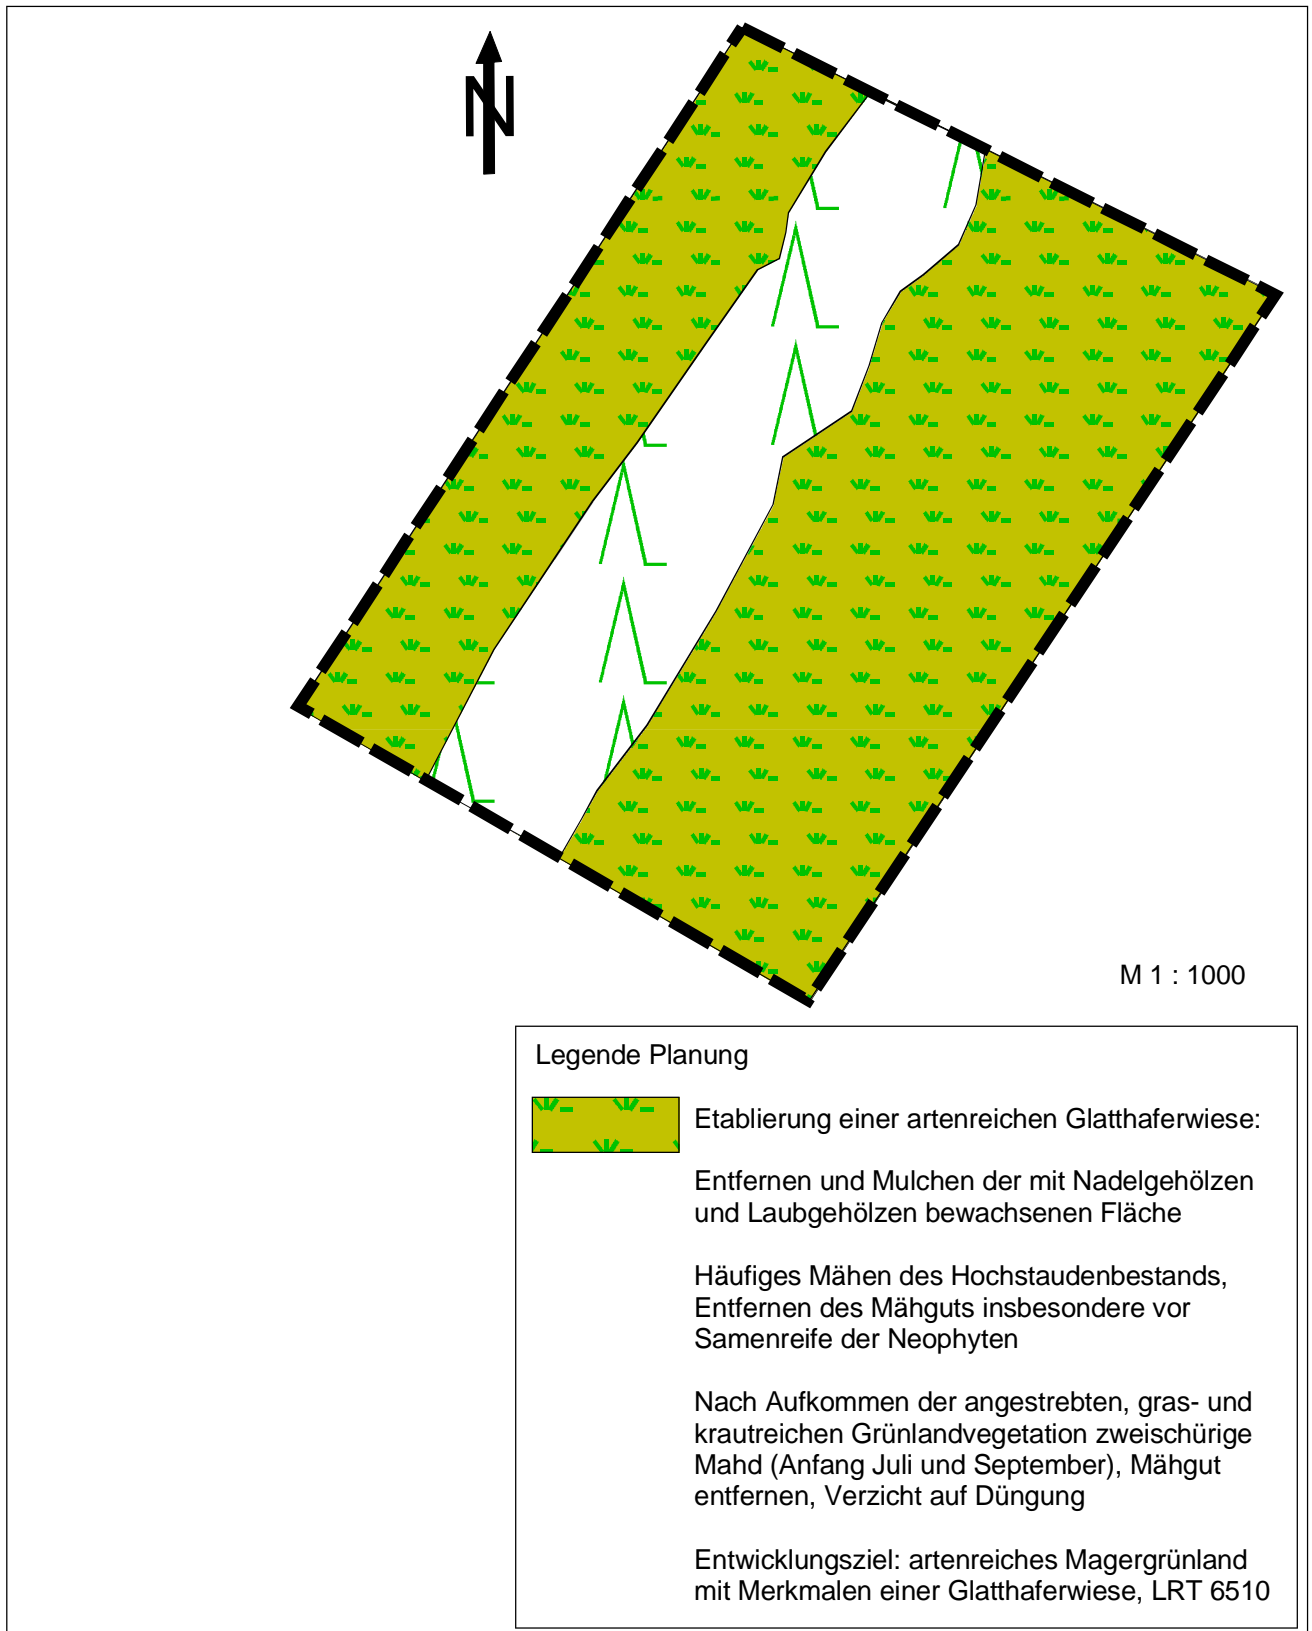 N
M 1 : 1000
Legende Planung
Etablierung einer artenreichen Glatthaferwiese:
Entfernen und Mulchen der mit Nadelgehölzen
und Laubgehölzen bewachsenen Fläche
Häufiges Mähen des Hochstaudenbestands,
Entfernen des Mähguts insbesondere vor
Samenreife der Neophyten
Nach Aufkommen der angestrebten, gras- und
krautreichen Grünlandvegetation zweischürige
Mahd (Anfang Juli und September), Mähgut
entfernen, Verzicht auf Düngung
Entwicklungsziel: artenreiches Magergrünland
mit Merkmalen einer Glatthaferwiese, LRT 6510